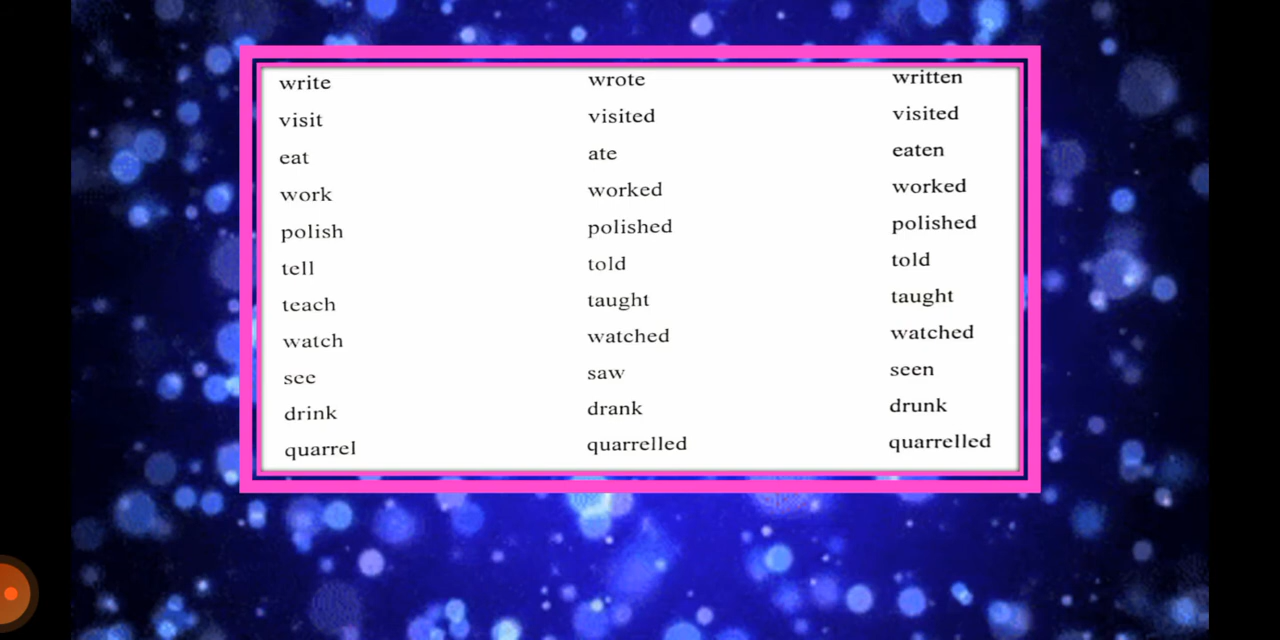 write wrote written
visit visited visited
eat ate eaten
work worked worked
polish polished polished
tell told told
teach taught taught
watch watched watched
see saw seen
drink drank drunk
quarrel quarrelled quarrelled